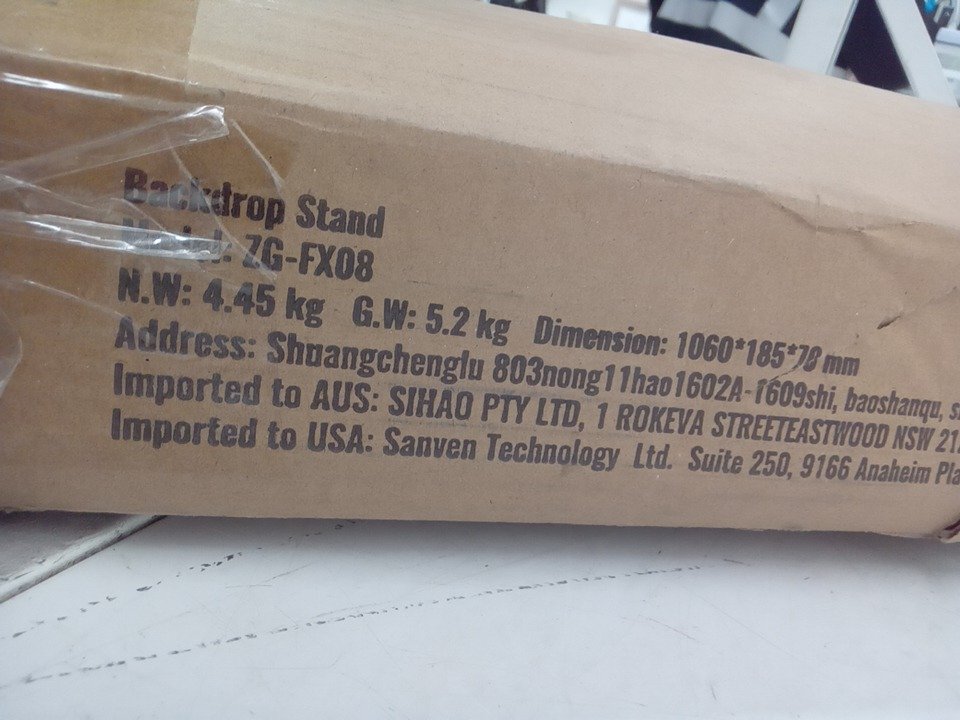 Backdrop Stand
Model: ZG-FX08
N.W: 4.45 kg G.W: 5.2 kg Dimension: 1060*185*78 mm
Address: Shuangchenglu 803nong11hao1602A-1609shi, baoshanqu,
Imported to AUS: SIHAO PTY LTD, 1 ROKEVA STREETEASTWOOD NSW
Imported to USA: Sanven Technology Ltd. Suite 250, 9166 Anaheim